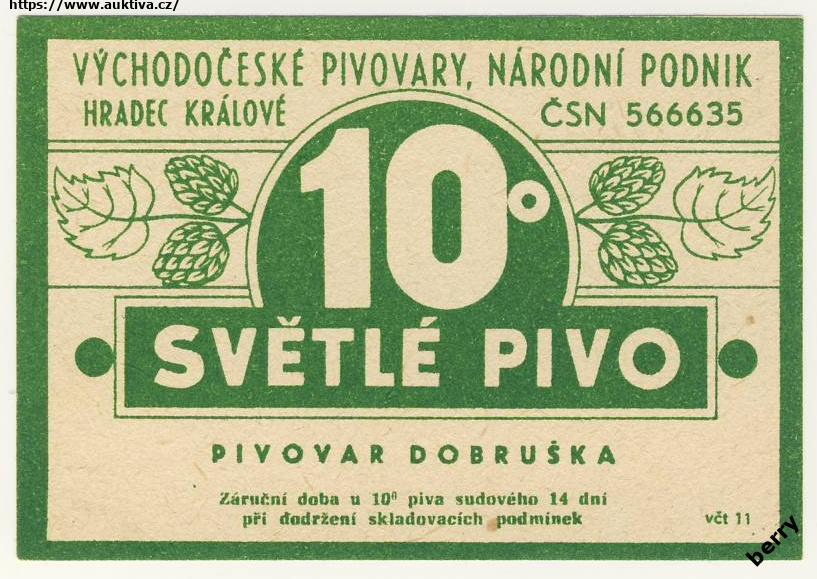 https://www.auktiva.cz/
VÝCHODOČESKÉ PIVOVARY, NÁRODNÍ PODNIK
HRADEC KRÁLOVÉ ČSN 566635
10°
SVĚTLÉ PIVO
PIVOVAR DOBRUŠKA
Záruční doba u 10° piva sudového 14 dní
při dodržení skladovacích podmínek
včt 11
berry